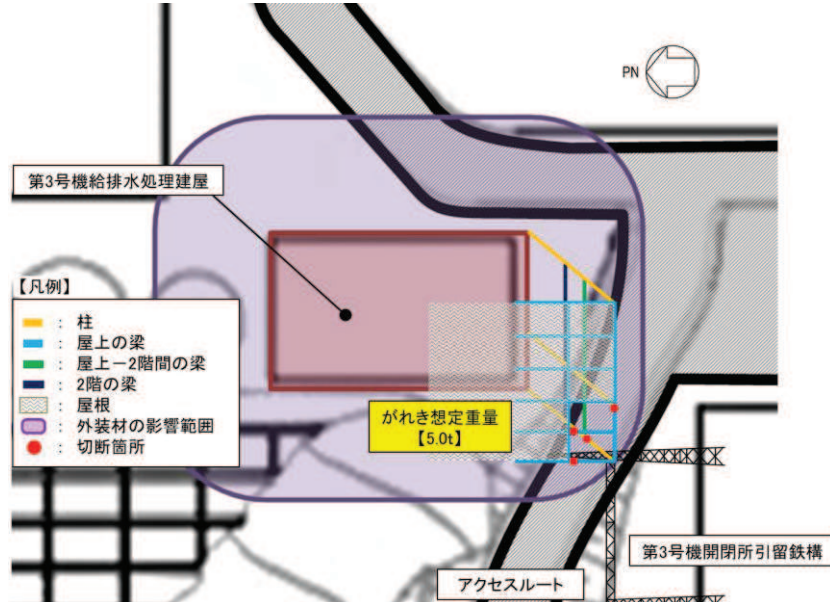 PN
第3号機給排水処理建屋
【凡例】
： 柱
： 屋上の梁
： 屋上－2階間の梁
： 2階の梁
： 屋根
： 外装材の影響範囲
： 切断箇所
がれき想定重量
【5.0t】
第3号機開閉所引留鉄構
アクセスルート